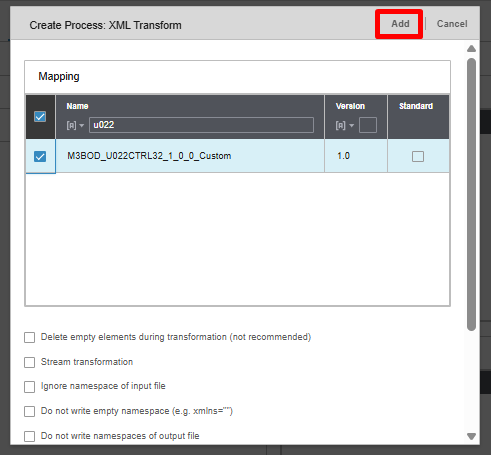 Create Process: XML Transform Add Cancel
Mapping
Name Version Standard
[a] u022 [a]
M3BOD_U022CTRL32_1_0_0_Custom 1.0
Delete empty elements during transformation (not recommended)
Stream transformation
Ignore namespace of input file
Do not write empty namespace (e.g. xmlns="")
Do not write namespaces of output file